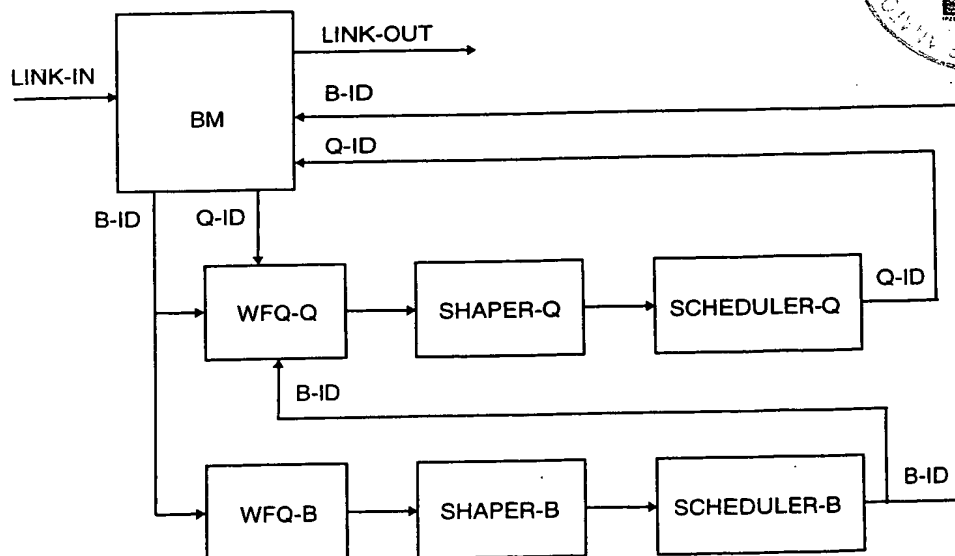 LINK-OUT
LINK-IN
B-ID
BM
Q-ID
B-ID
Q-ID
Q-ID
WFQ-Q
SHAPER-Q
SCHEDULER-Q
B-ID
B-ID
WFQ-B
SHAPER-B
SCHEDULER-B